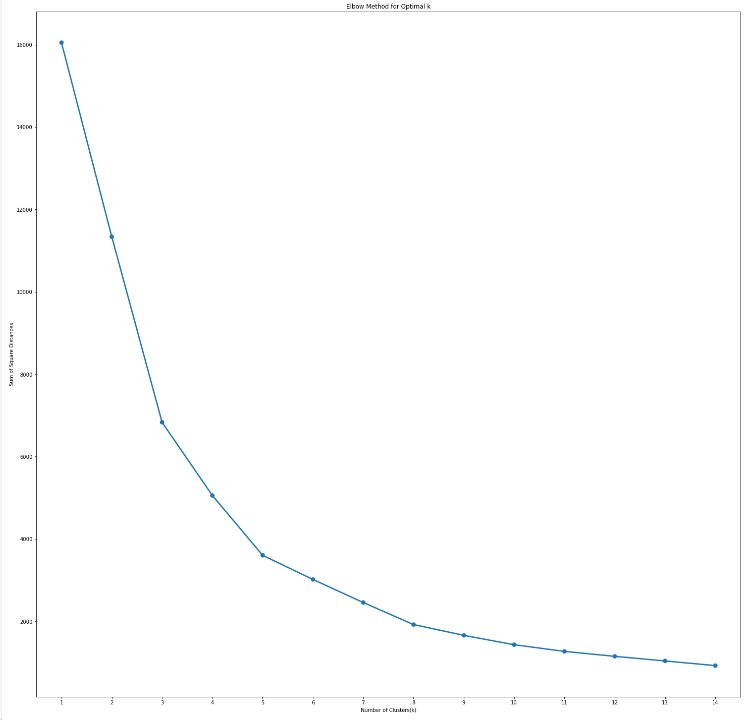 Elbow Method for Optimal k
16000
14000
12000
10000
8000
6000
4000
2000
Sum of Square Distances
1 2 3 4 5 6 7 8 9 10 11 12 13 14
Number of Clusters(k)